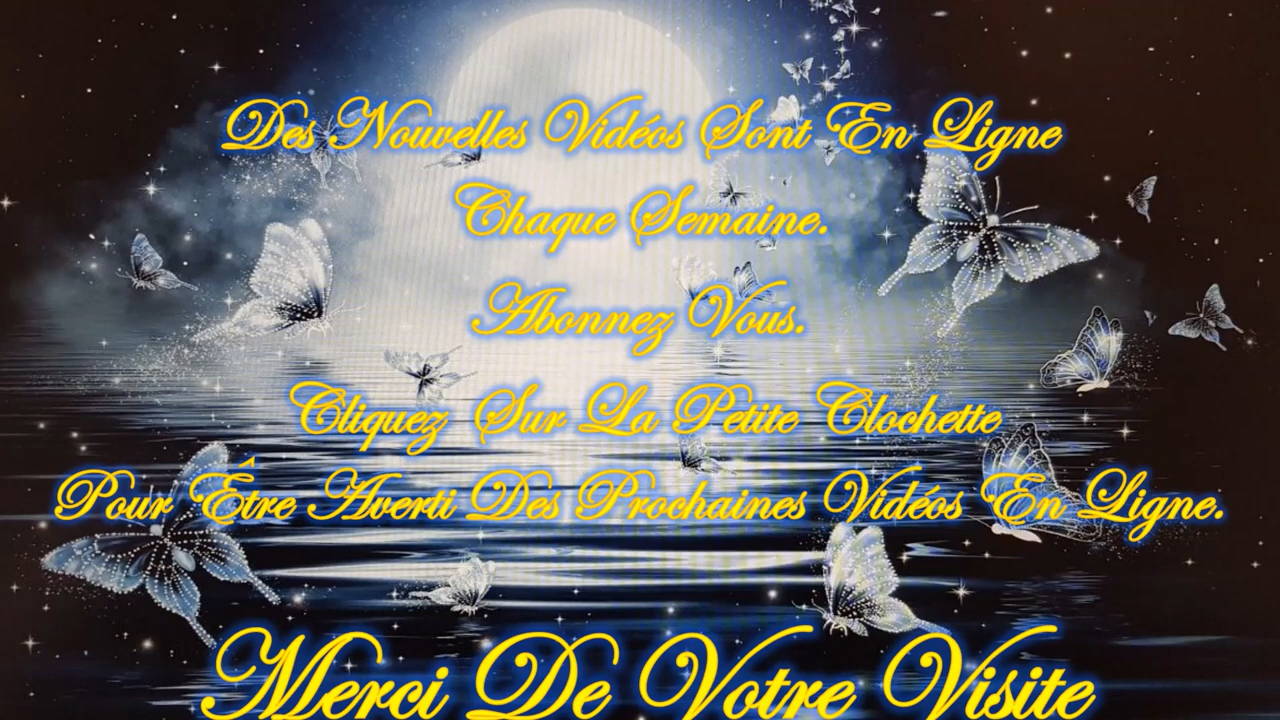 Des Nouvelles Vidéos Sont En Ligne
Chaque Semaine.
Abonnez Vous.
Cliquez Sur La Petite Clochette
Pour Être Averti Des Prochaines Vidéos En Ligne.
Merci De Votre Visite